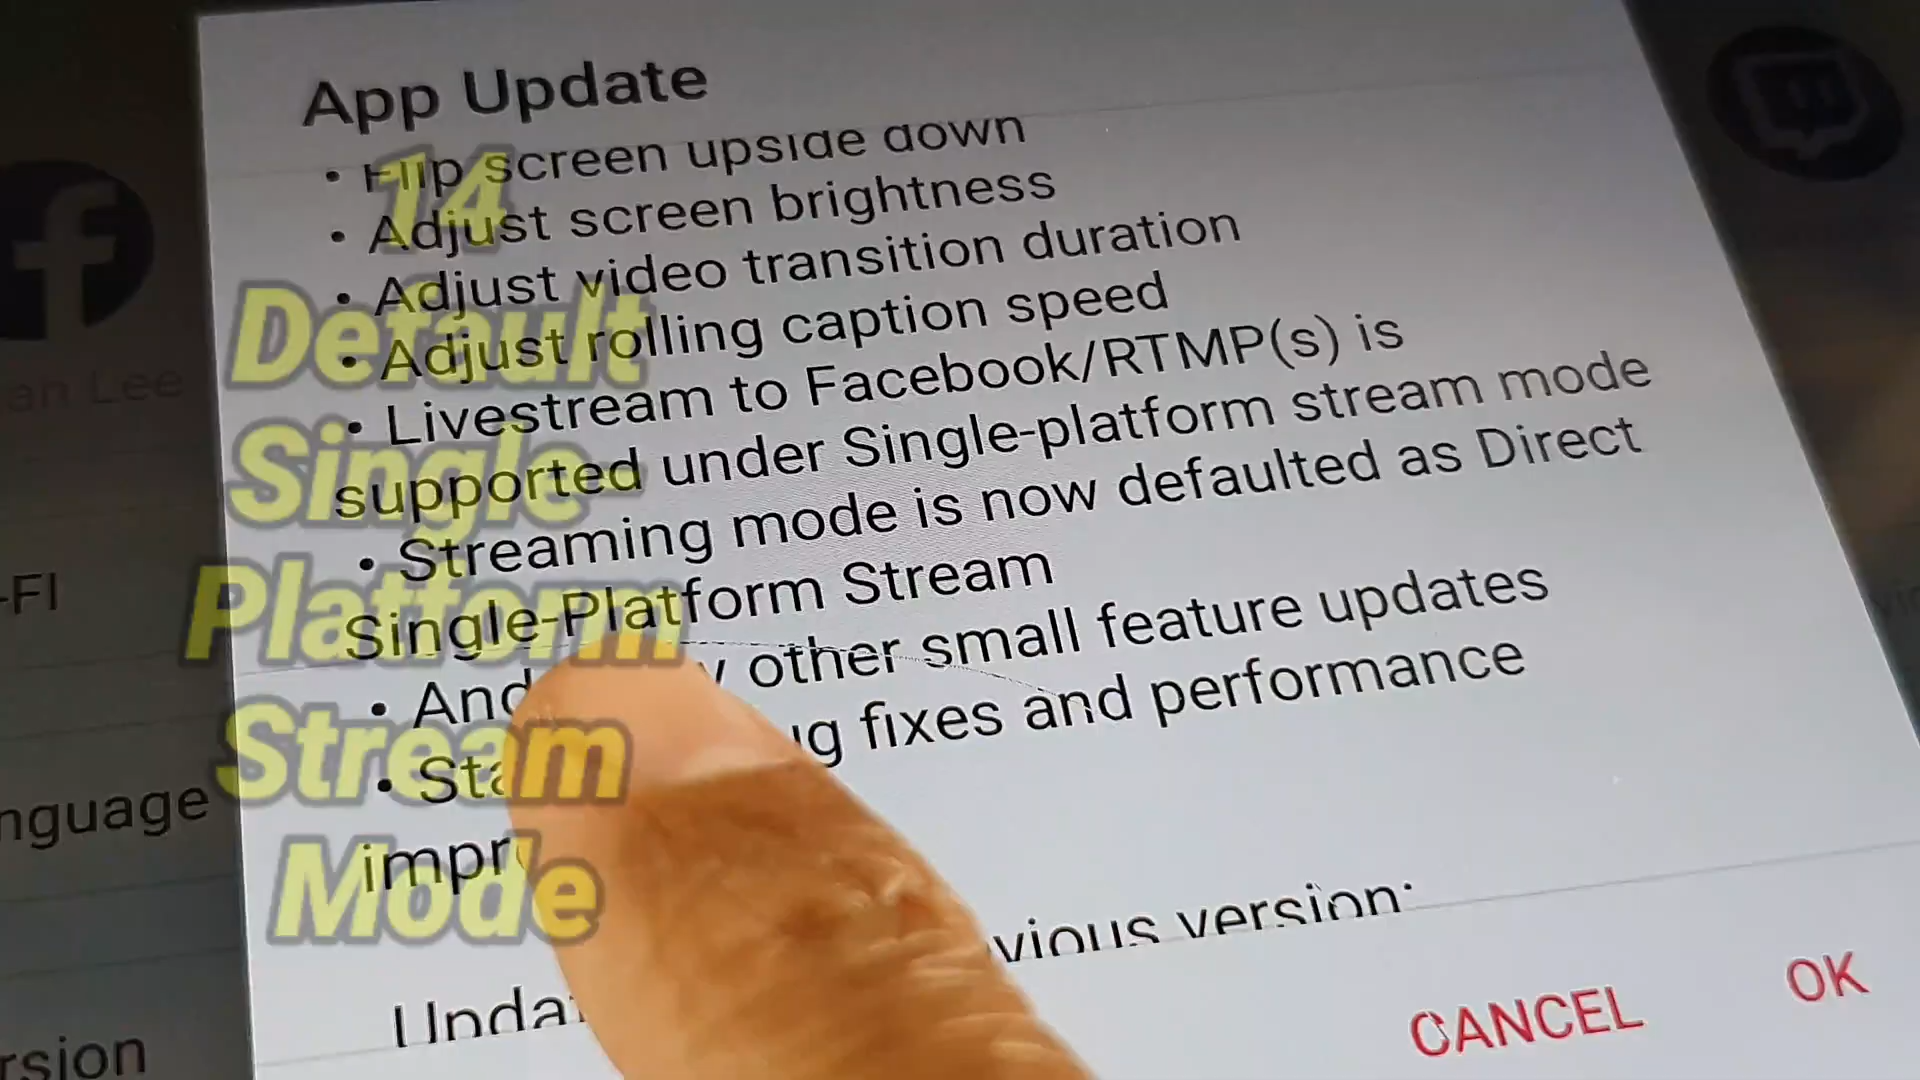 App Update
• Flip screen upside down
• Adjust screen brightness
• Adjust video transition duration
• Adjust rolling caption speed
• Livestream to Facebook/RTMP(s) is
supported under Single-platform stream mode
• Streaming mode is now defaulted as Direct
Single-Platform Stream
• And other small feature updates
• fixes and performance
version:
CANCEL
OK
14
Default
Single-
Platform
Stream
Mode
f
Lee
-FI
nguage
rsion